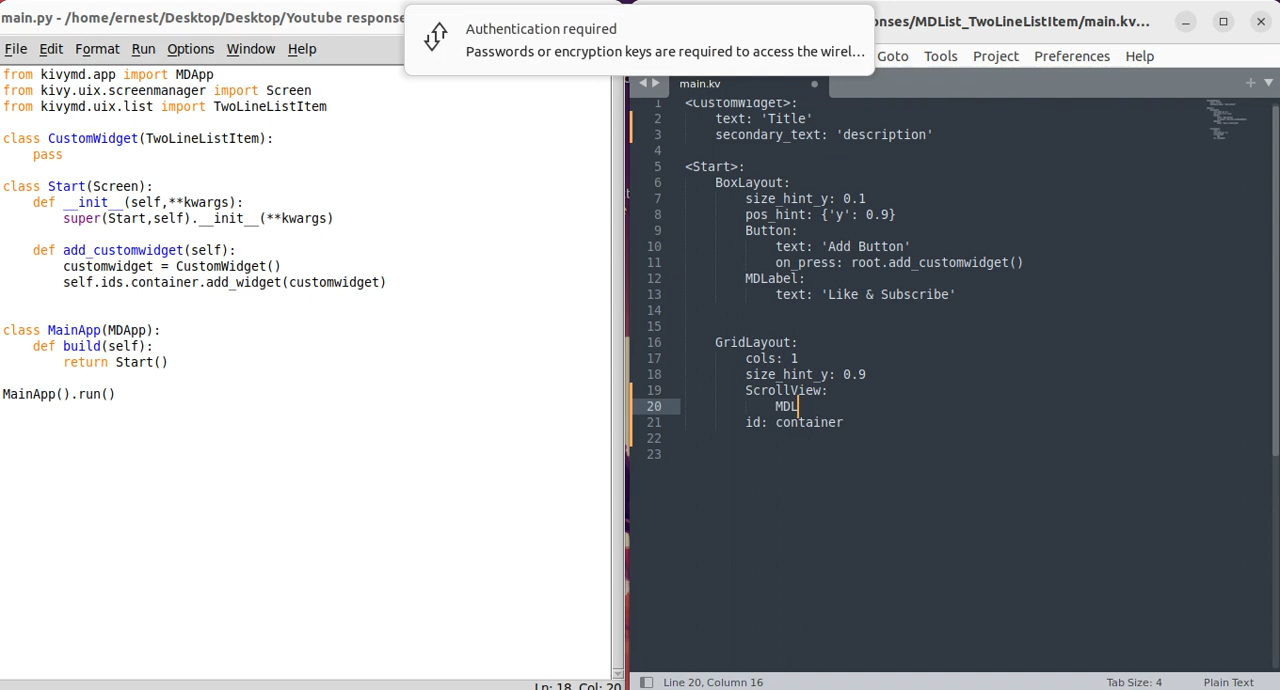 main.py - /home/ernest/Desktop/Desktop/Youtube response
File Edit Format Run Options Window Help
from kivymd.app import MDApp
from kivy.uix.screenmanager import Screen
from kivymd.uix.list import TwoLineListItem
class CustomWidget(TwoLineListItem):
pass
class Start(Screen):
def __init__(self,**kwargs):
super(Start,self).__init__(**kwargs)
def add_customwidget(self):
customwidget = CustomWidget()
self.ids.container.add_widget(customwidget)
class MainApp(MDApp):
def build(self):
return Start()
MainApp().run()
Ln: 18 Col: 20
Authentication required
Passwords or encryption keys are required to access the wirel...
onses/MDList_TwoLineListItem/main.kv...
Goto Tools Project Preferences Help
main.kv
1 <CustomWidget>:
2 text: 'Title'
3 secondary_text: 'description'
4
5 <Start>:
6 BoxLayout:
7 size_hint_y: 0.1
8 pos_hint: {'y': 0.9}
9 Button:
10 text: 'Add Button'
11 on_press: root.add_customwidget()
12 MDLabel:
13 text: 'Like & Subscribe'
14
15
16 GridLayout:
17 cols: 1
18 size_hint_y: 0.9
19 ScrollView:
20 MDL
21 id: container
22
23
Line 20, Column 16
Tab Size: 4
Plain Text